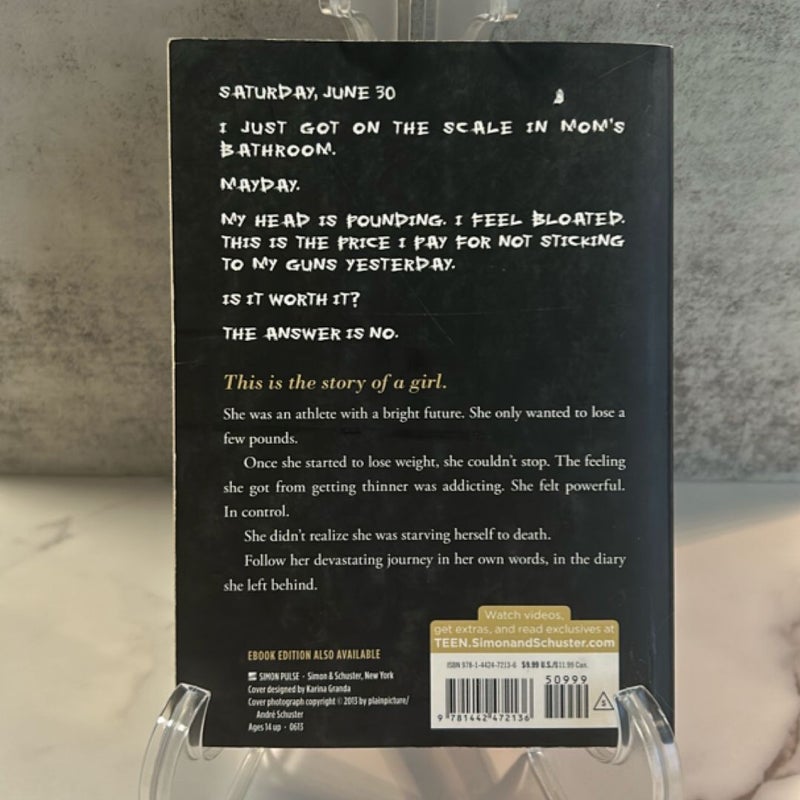 SATURDAY, JUNE 30
I JUST GOT ON THE SCALE IN MOM'S
BATHROOM.
MAYDAY.
MY HEAD IS POUNDING. I FEEL BLOATED.
THIS IS THE PRICE I PAY FOR NOT STICKING
TO MY GUNS YESTERDAY.
IS IT WORTH IT?
THE ANSWER IS NO.
This is the story of a girl.
She was an athlete with a bright future. She only wanted to lose a
few pounds.
Once she started to lose weight, she couldn't stop. The feeling
she got from getting thinner was addicting. She felt powerful.
In control.
She didn't realize she was starving herself to death.
Follow her devastating journey in her own words, in the diary
she left behind.
Watch videos,
get extras, and read exclusives at
TEEN.SimonandSchuster.com
EBOOK EDITION ALSO AVAILABLE
SIMON PULSE · Simon & Schuster, New York
Cover designed by Karina Granda
Cover photograph copyright © 2013 by plainpicture/
André Schuster
Ages 14 up · 0613
ISBN 978-1-4424-7213-6 $9.99 U.S./$11.99 Can.
50999
9 781442 472136
S